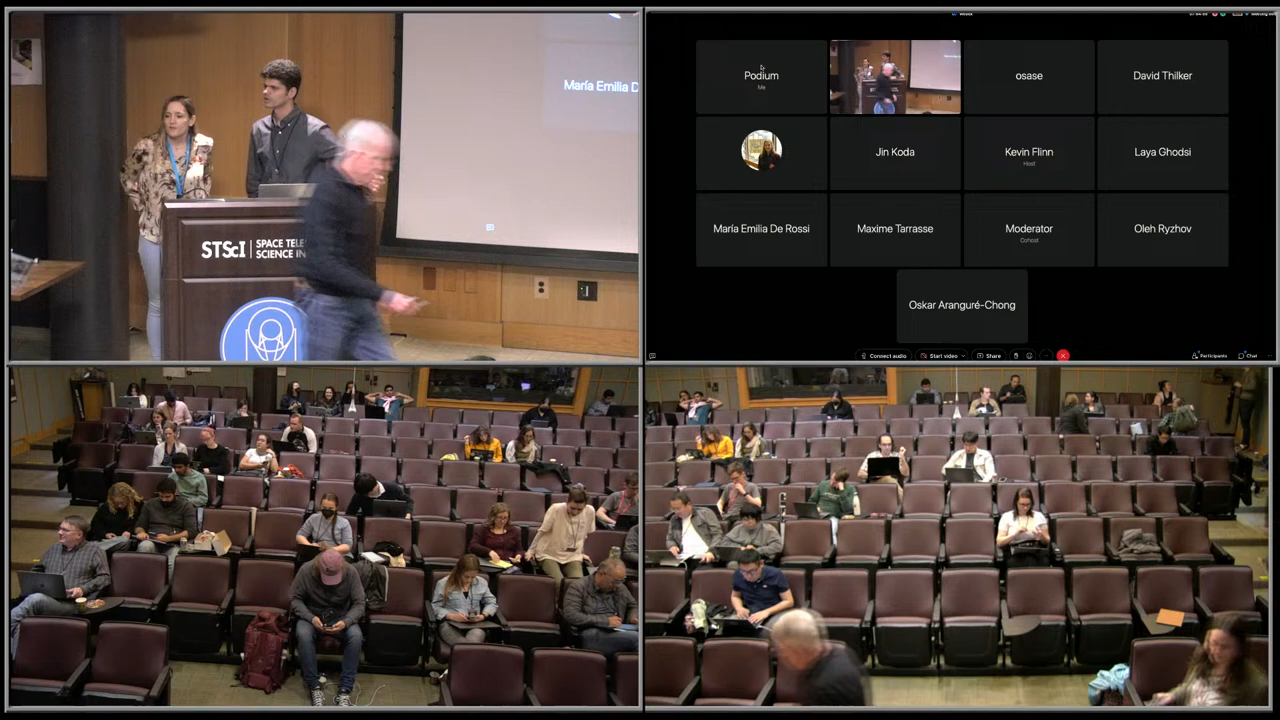 María Emilia D
STScI | SPACE TELE
SCIENCE IN
Podium
Me
osase
David Thilker
Jin Koda
Kevin Flinn
Host
Laya Ghodsi
María Emilia De Rossi
Maxime Tarrasse
Moderator
Cohost
Oleh Ryzhov
Oskar Aranguré-Chong
Connect audio
Start video
Share
Participants
Chat